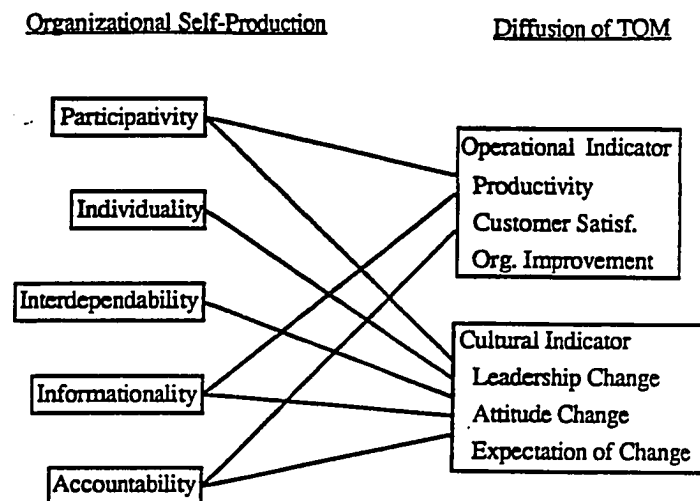 Organizational Self-Production
Diffusion of TQM
Participativity
Individuality
Interdependability
Informationality
Accountability
Operational Indicator
Productivity
Customer Satisf.
Org. Improvement
Cultural Indicator
Leadership Change
Attitude Change
Expectation of Change